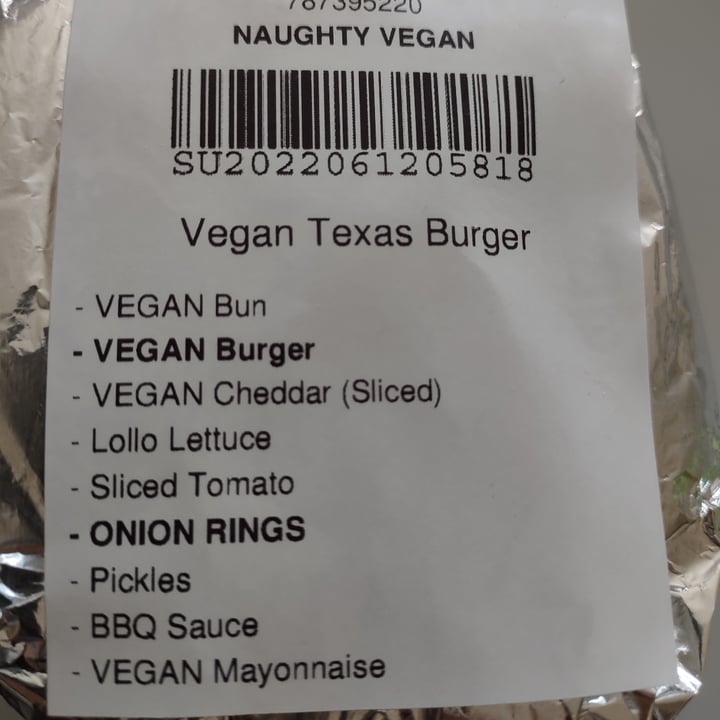 787395220
NAUGHTY VEGAN
SU2022061205818
Vegan Texas Burger
- VEGAN Bun
- VEGAN Burger
- VEGAN Cheddar (Sliced)
- Lollo Lettuce
- Sliced Tomato
- ONION RINGS
- Pickles
- BBQ Sauce
- VEGAN Mayonnaise